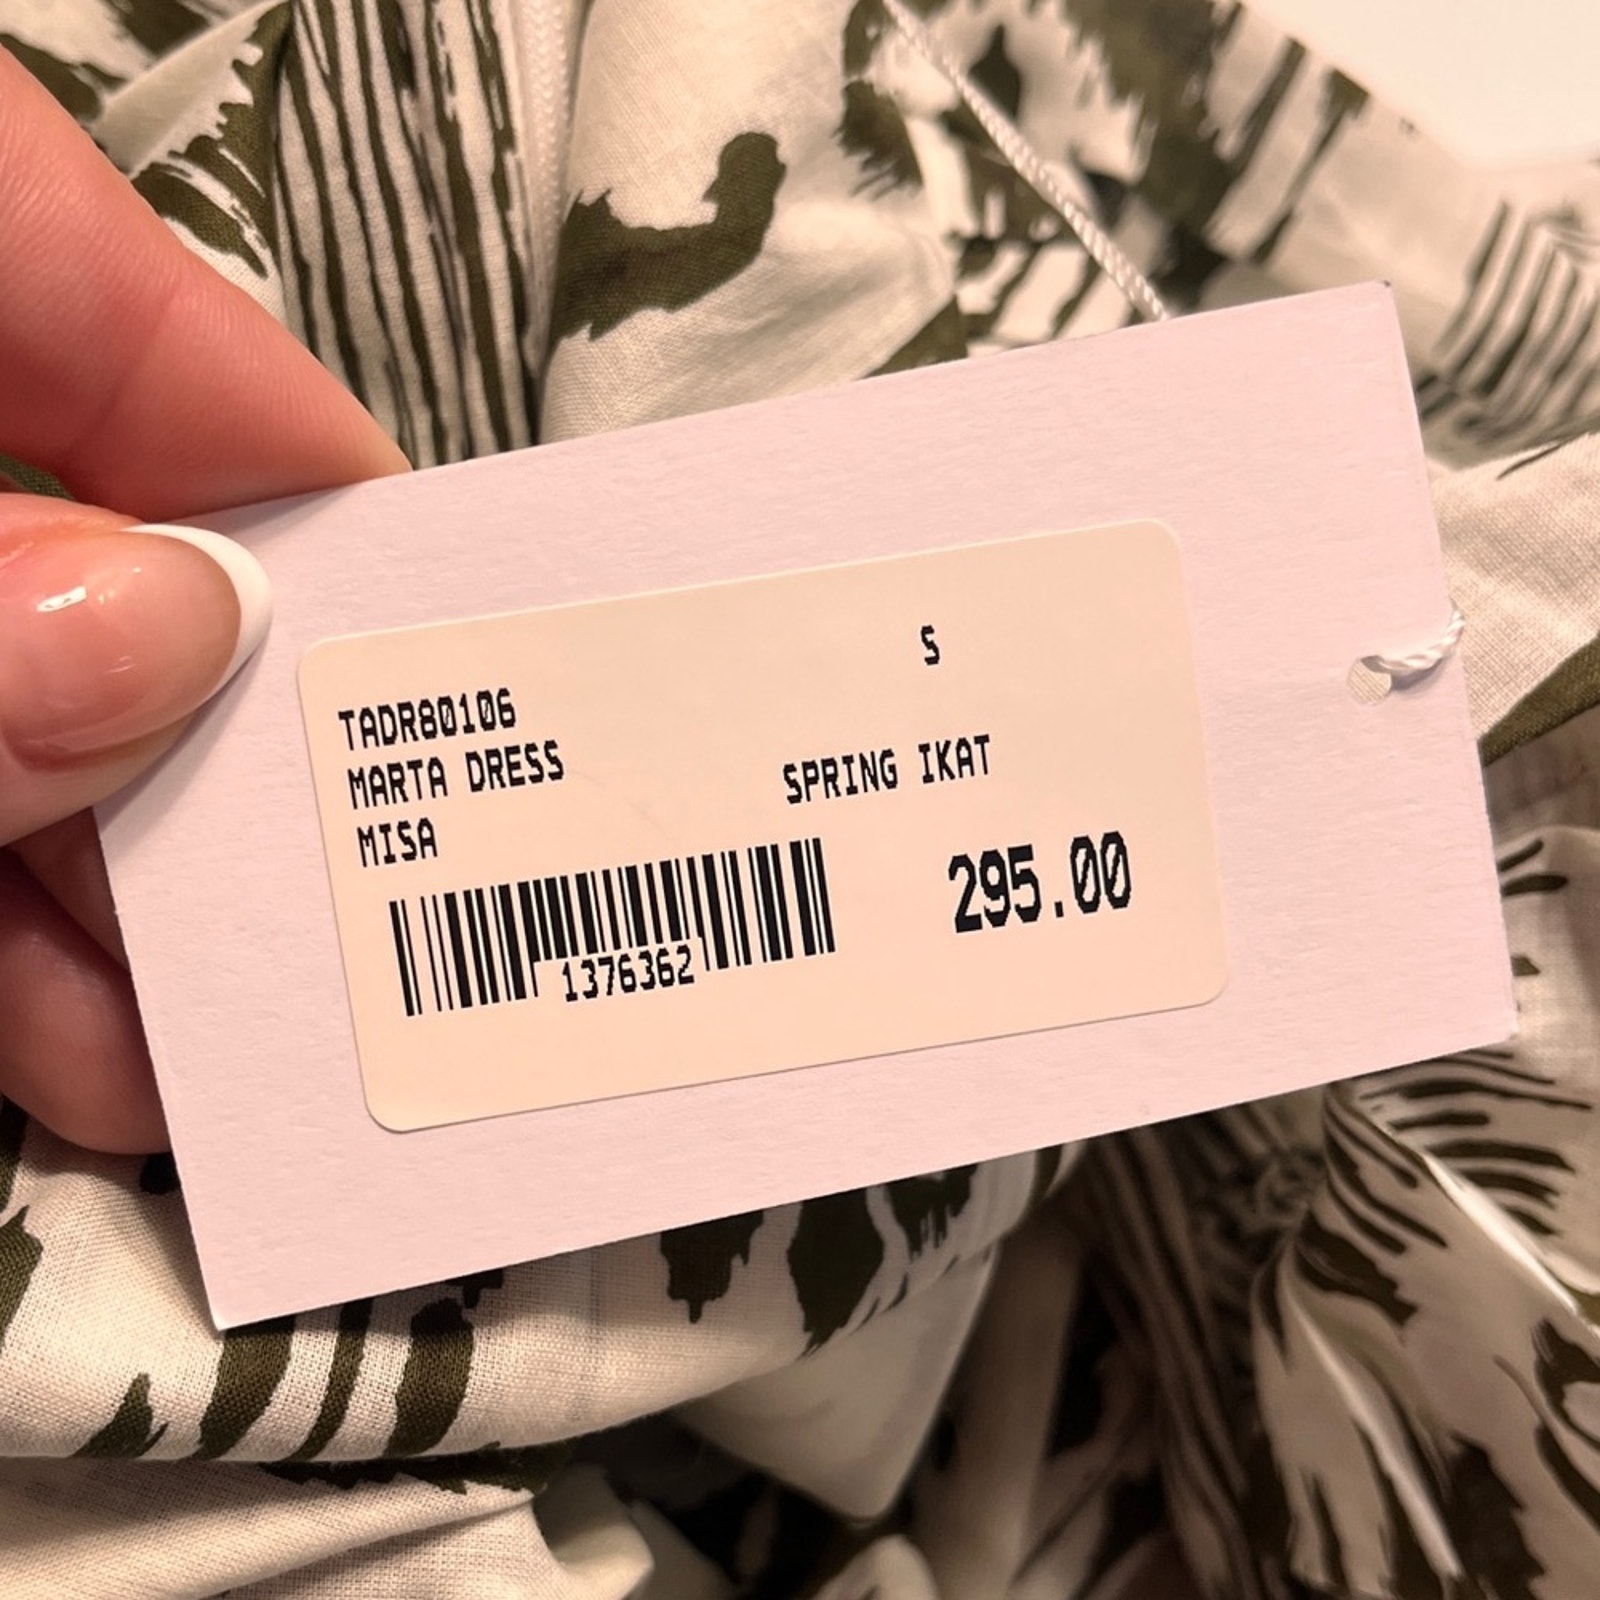 S
TADR80106
MARTA DRESS
SPRING IKAT
MISA
295.00
1376362